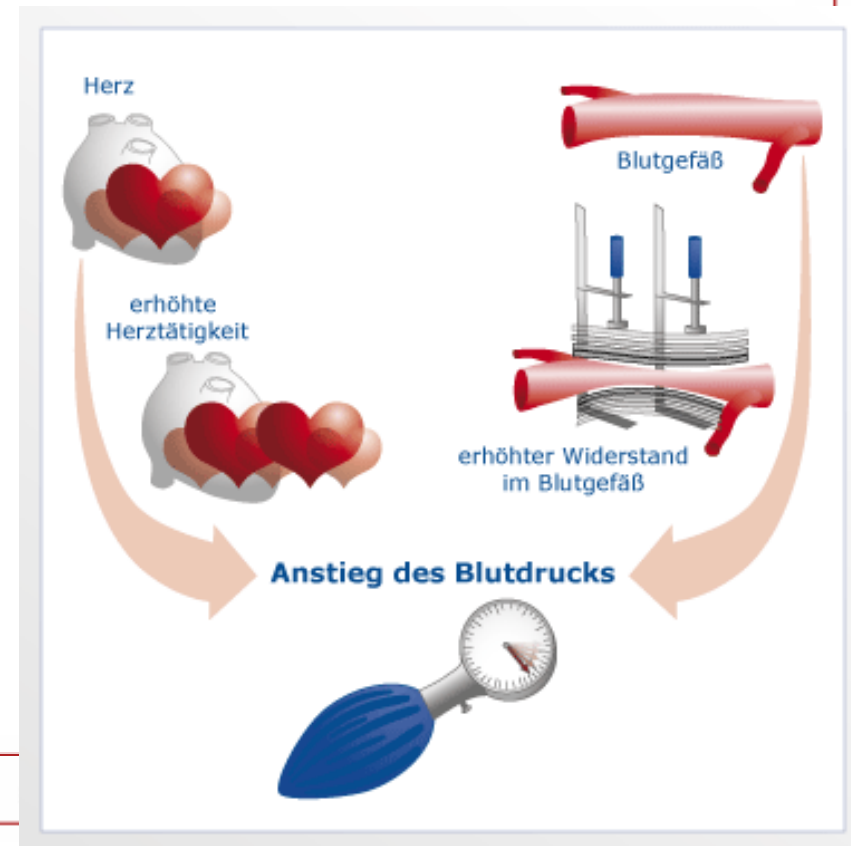 Herz
Blutgefäß
erhöhte
Herztätigkeit
erhöhter Widerstand
im Blutgefäß
Anstieg des Blutdrucks